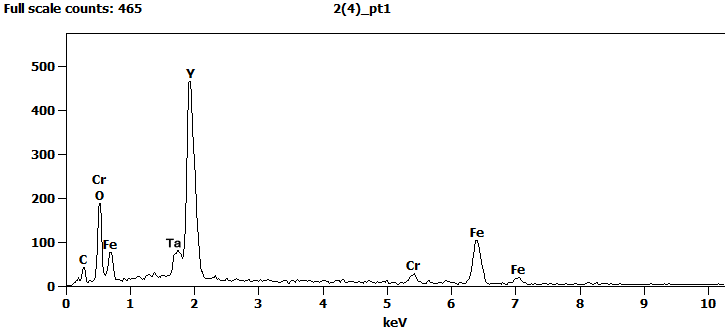 Full scale counts: 465 2(4)_pt1
500
400
300
200
100
0
Y
Cr
O
Fe
C
Ta
Cr
Fe
Fe
0 1 2 3 4 5 6 7 8 9 10
keV